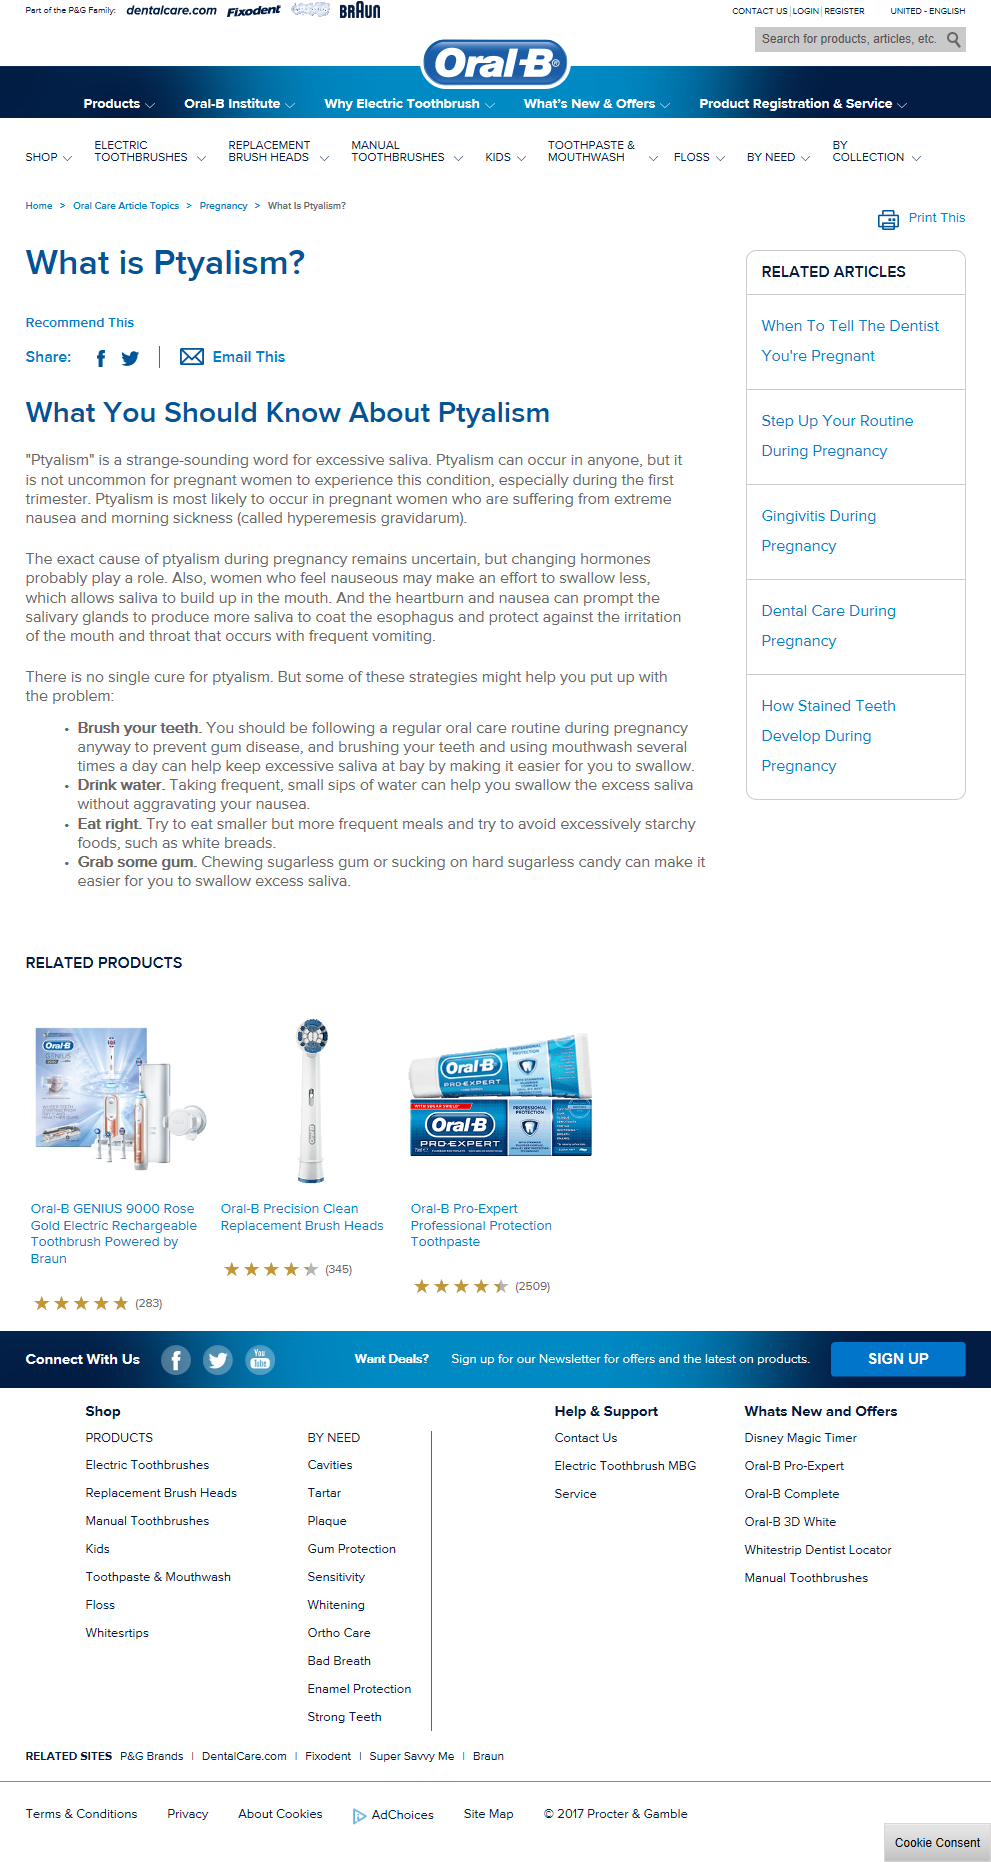 Part of the P&G Family:
dentalcare.com
Fixodent
BRAUN
CONTACT US | LOGIN | REGISTER
UNITED - ENGLISH
Search for products, articles, etc.
Oral-B®
Products
Oral-B Institute
Why Electric Toothbrush
What's New & Offers
Product Registration & Service
SHOP
ELECTRIC
TOOTHBRUSHES
REPLACEMENT
BRUSH HEADS
MANUAL
TOOTHBRUSHES
KIDS
TOOTHPASTE &
MOUTHWASH
FLOSS
BY NEED
BY
COLLECTION
Home > Oral Care Article Topics > Pregnancy > What Is Ptyalism?
Print This
What is Ptyalism?
Recommend This
Share:
Email This
What You Should Know About Ptyalism
"Ptyalism" is a strange-sounding word for excessive saliva. Ptyalism can occur in anyone, but it
is not uncommon for pregnant women to experience this condition, especially during the first
trimester. Ptyalism is most likely to occur in pregnant women who are suffering from extreme
nausea and morning sickness (called hyperemesis gravidarum).
The exact cause of ptyalism during pregnancy remains uncertain, but changing hormones
probably play a role. Also, women who feel nauseous may make an effort to swallow less,
which allows saliva to build up in the mouth. And the heartburn and nausea can prompt the
salivary glands to produce more saliva to coat the esophagus and protect against the irritation
of the mouth and throat that occurs with frequent vomiting.
There is no single cure for ptyalism. But some of these strategies might help you put up with
the problem:
• Brush your teeth. You should be following a regular oral care routine during pregnancy
anyway to prevent gum disease, and brushing your teeth and using mouthwash several
times a day can help keep excessive saliva at bay by making it easier for you to swallow.
• Drink water. Taking frequent, small sips of water can help you swallow the excess saliva
without aggravating your nausea.
• Eat right. Try to eat smaller but more frequent meals and try to avoid excessively starchy
foods, such as white breads.
• Grab some gum. Chewing sugarless gum or sucking on hard sugarless candy can make it
easier for you to swallow excess saliva.
RELATED ARTICLES
When To Tell The Dentist
You're Pregnant
Step Up Your Routine
During Pregnancy
Gingivitis During
Pregnancy
Dental Care During
Pregnancy
How Stained Teeth
Develop During
Pregnancy
RELATED PRODUCTS
Oral-B
GENIUS
Oral-B
Oral-B
PRO-EXPERT
PROFESSIONAL
PROTECTION
Oral-B
PRO-EXPERT
PROFESSIONAL
PROTECTION
Oral-B GENIUS 9000 Rose
Gold Electric Rechargeable
Toothbrush Powered by
Braun
(283)
Oral-B Precision Clean
Replacement Brush Heads
(345)
Oral-B Pro-Expert
Professional Protection
Toothpaste
(2509)
Connect With Us
You
Tube
Want Deals?
Sign up for our Newsletter for offers and the latest on products.
SIGN UP
Shop
PRODUCTS
Electric Toothbrushes
Replacement Brush Heads
Manual Toothbrushes
Kids
Toothpaste & Mouthwash
Floss
Whitesrtips
BY NEED
Cavities
Tartar
Plaque
Gum Protection
Sensitivity
Whitening
Ortho Care
Bad Breath
Enamel Protection
Strong Teeth
Help & Support
Contact Us
Electric Toothbrush MBG
Service
Whats New and Offers
Disney Magic Timer
Oral-B Pro-Expert
Oral-B Complete
Oral-B 3D White
Whitestrip Dentist Locator
Manual Toothbrushes
RELATED SITES P&G Brands | DentalCare.com | Fixodent | Super Savvy Me | Braun
Terms & Conditions
Privacy
About Cookies
AdChoices
Site Map
© 2017 Procter & Gamble
Cookie Consent